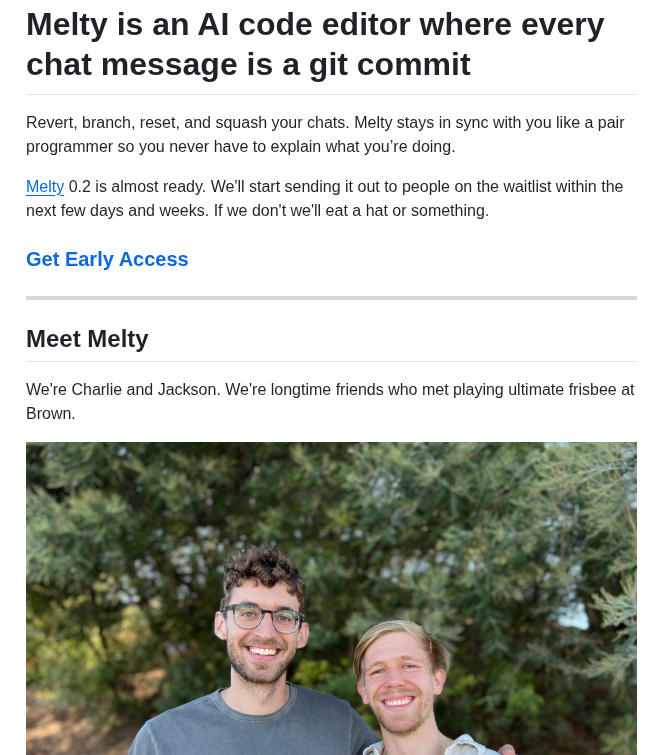 Melty is an AI code editor where every
chat message is a git commit
Revert, branch, reset, and squash your chats. Melty stays in sync with you like a pair
programmer so you never have to explain what you’re doing.
Melty 0.2 is almost ready. We'll start sending it out to people on the waitlist within the
next few days and weeks. If we don't we'll eat a hat or something.
Get Early Access
Meet Melty
We're Charlie and Jackson. We're longtime friends who met playing ultimate frisbee at
Brown.